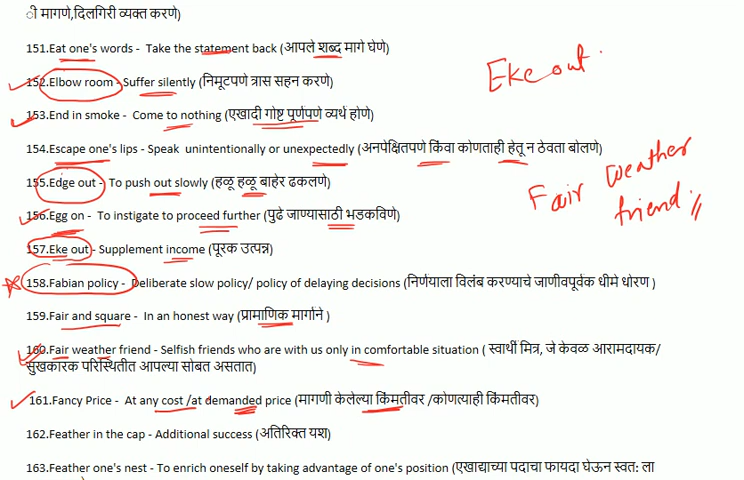 ी मागणे,दिलगिरी व्यक्त करणे)
151.Eat one's words - Take the statement back (आपले शब्द मागे घेणे)
152.Elbow room - Suffer silently (निमूटपणे त्रास सहन करणे)
153.End in smoke - Come to nothing (एखादी गोष्ट पूर्णपणे व्यर्थ होणे)
154.Escape one's lips - Speak unintentionally or unexpectedly (अनपेक्षितपणे किंवा कोणताही हेतू न ठेवता बोलणे)
155.Edge out - To push out slowly (हळू हळू बाहेर ढकलणे)
156.Egg on - To instigate to proceed further (पुढे जाण्यासाठी भडकविणे)
157.Eke out - Supplement income (पूरक उत्पन्न)
158.Fabian policy - Deliberate slow policy/ policy of delaying decisions (निर्णयाला विलंब करण्याचे जाणीवपूर्वक धीमे धोरण )
159.Fair and square - In an honest way (प्रामाणिक मार्गाने )
160.Fair weather friend - Selfish friends who are with us only in comfortable situation ( स्वार्थी मित्र, जे केवळ आरामदायक/
सुखकारक परिस्थितीत आपल्या सोबत असतात)
161.Fancy Price - At any cost /at demanded price (मागणी केलेल्या किंमतीवर /कोणत्याही किंमतीवर)
162.Feather in the cap - Additional success (अतिरिक्त यश)
163.Feather one's nest - To enrich oneself by taking advantage of one's position (एखाद्याच्या पदाचा फायदा घेऊन स्वत: ला
Eke out
Fair weather
friend